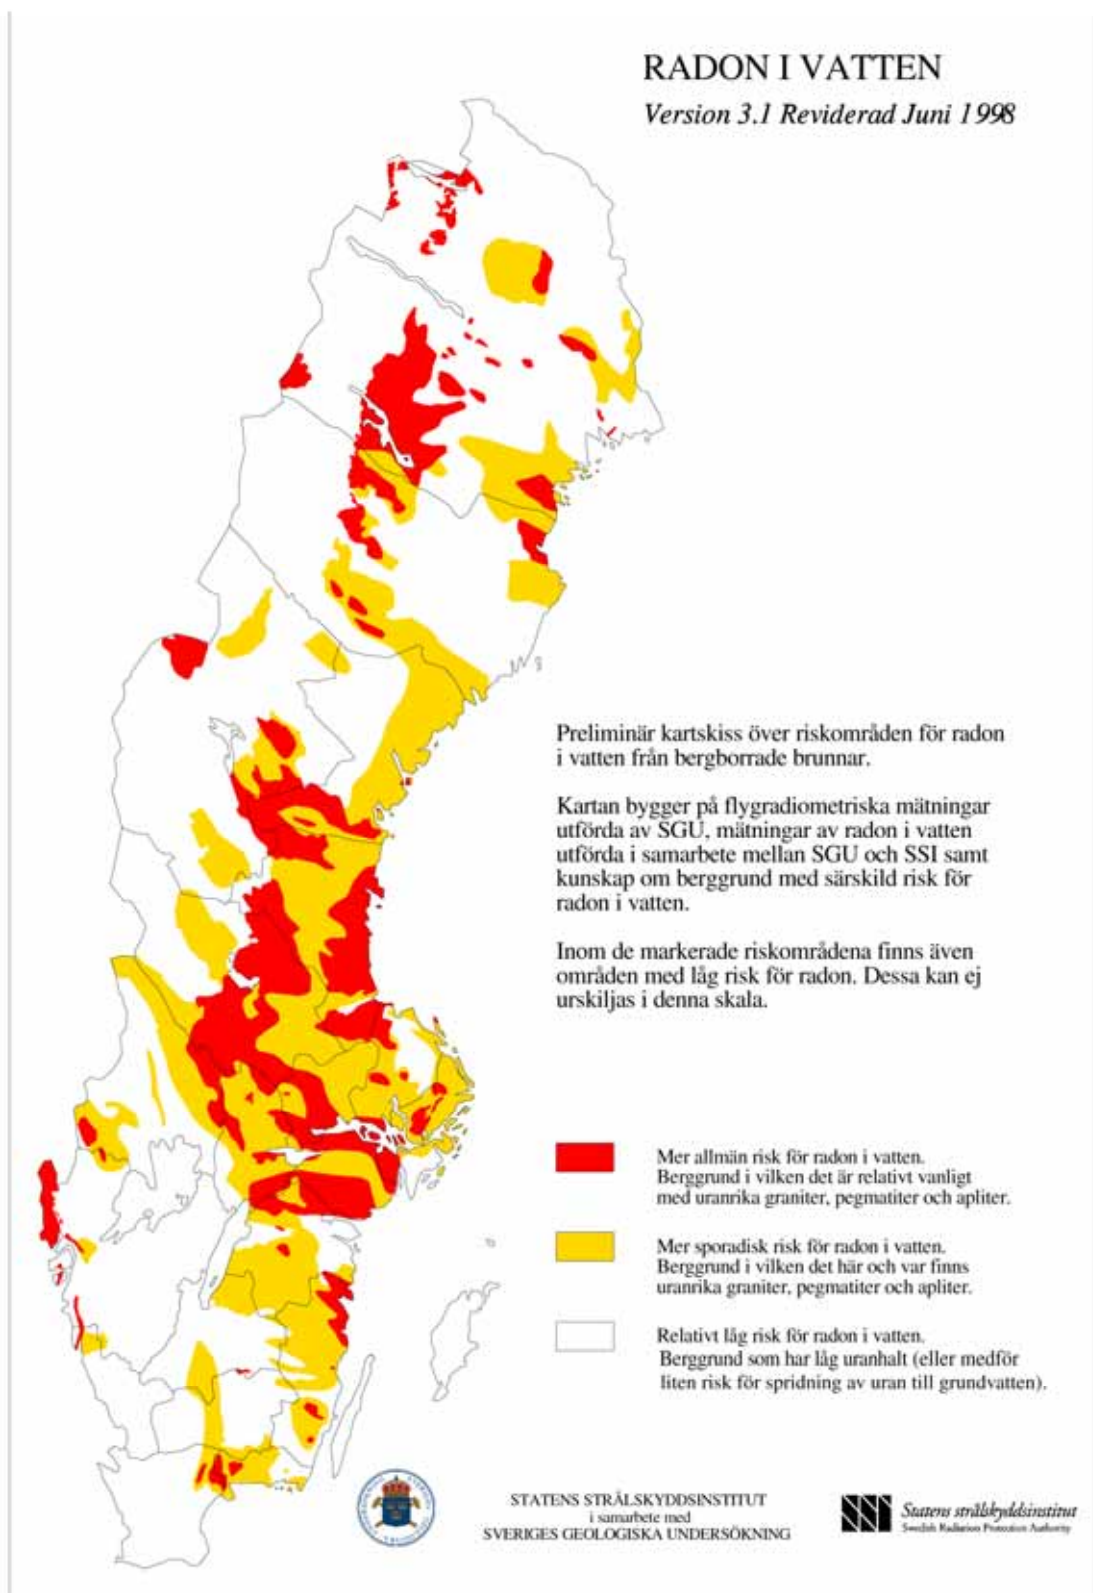 RADON I VATTEN
Version 3.1 Reviderad Juni 1998
Preliminär kartskiss över riskområden för radon
i vatten från bergborrade brunnar.
Kartan bygger på flygradiometriska mätningar
utförda av SGU, mätningar av radon i vatten
utförda i samarbete mellan SGU och SSI samt
kunskap om berggrund med särskild risk för
radon i vatten.
Inom de markerade riskområdena finns även
områden med låg risk för radon. Dessa kan ej
urskiljas i denna skala.
Mer allmän risk för radon i vatten.
Berggrund i vilken det är relativt vanligt
med uranrika graniter, pegmatiter och apliter.
Mer sporadisk risk för radon i vatten.
Berggrund i vilken det här och var finns
uranrika graniter, pegmatiter och apliter.
Relativt låg risk för radon i vatten.
Berggrund som har låg uranhalt (eller medför
liten risk för spridning av uran till grundvatten).
STATENS STRÅLSKYDDSINSTITUT
i samarbete med
SVERIGES GEOLOGISKA UNDERSÖKNING
Statens strålskyddsinstitut
Swedish Radiation Protection Authority